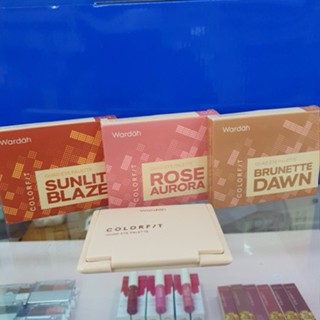 Wardah
COLORFIT
SUNLIT
BLAZE
Wardah
COLORFIT
ROSE
AURORA
Wardah
COLORFIT
BRUNETTE
DAWN
COLORFIT